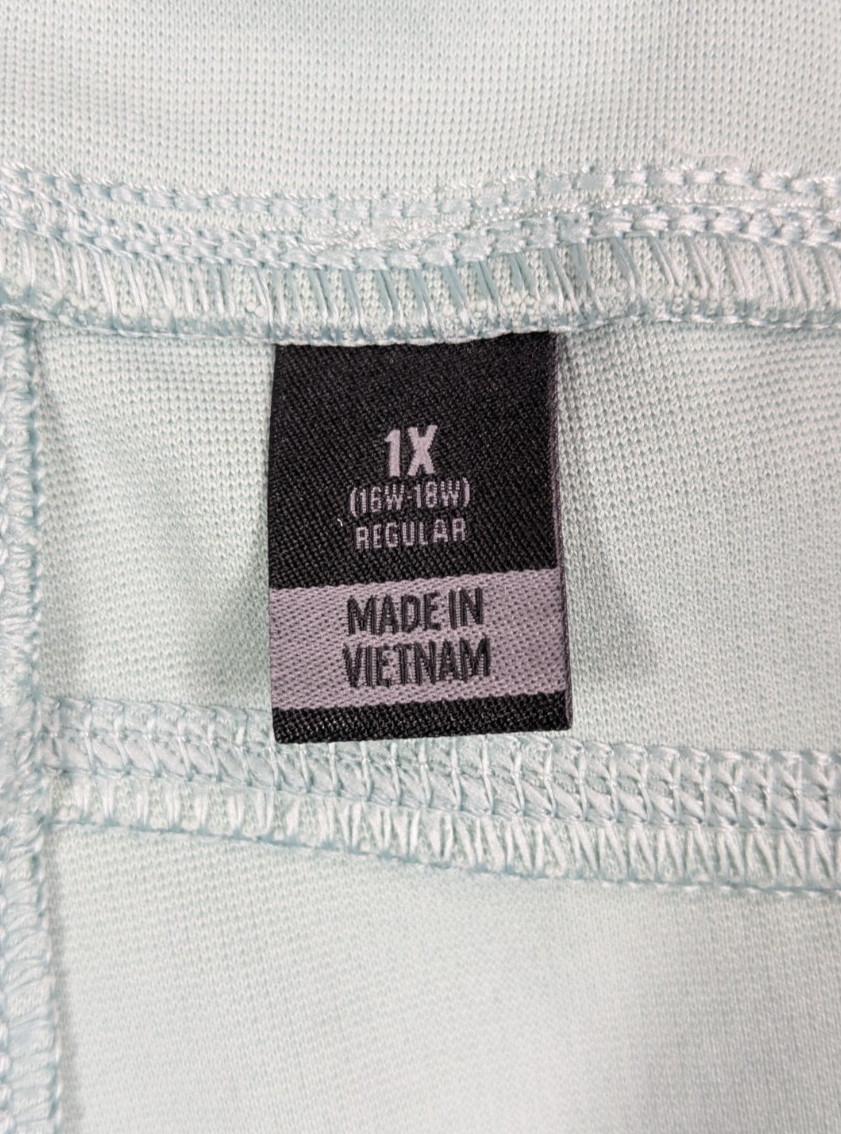 1X
(16W-18W)
REGULAR
MADE IN
VIETNAM